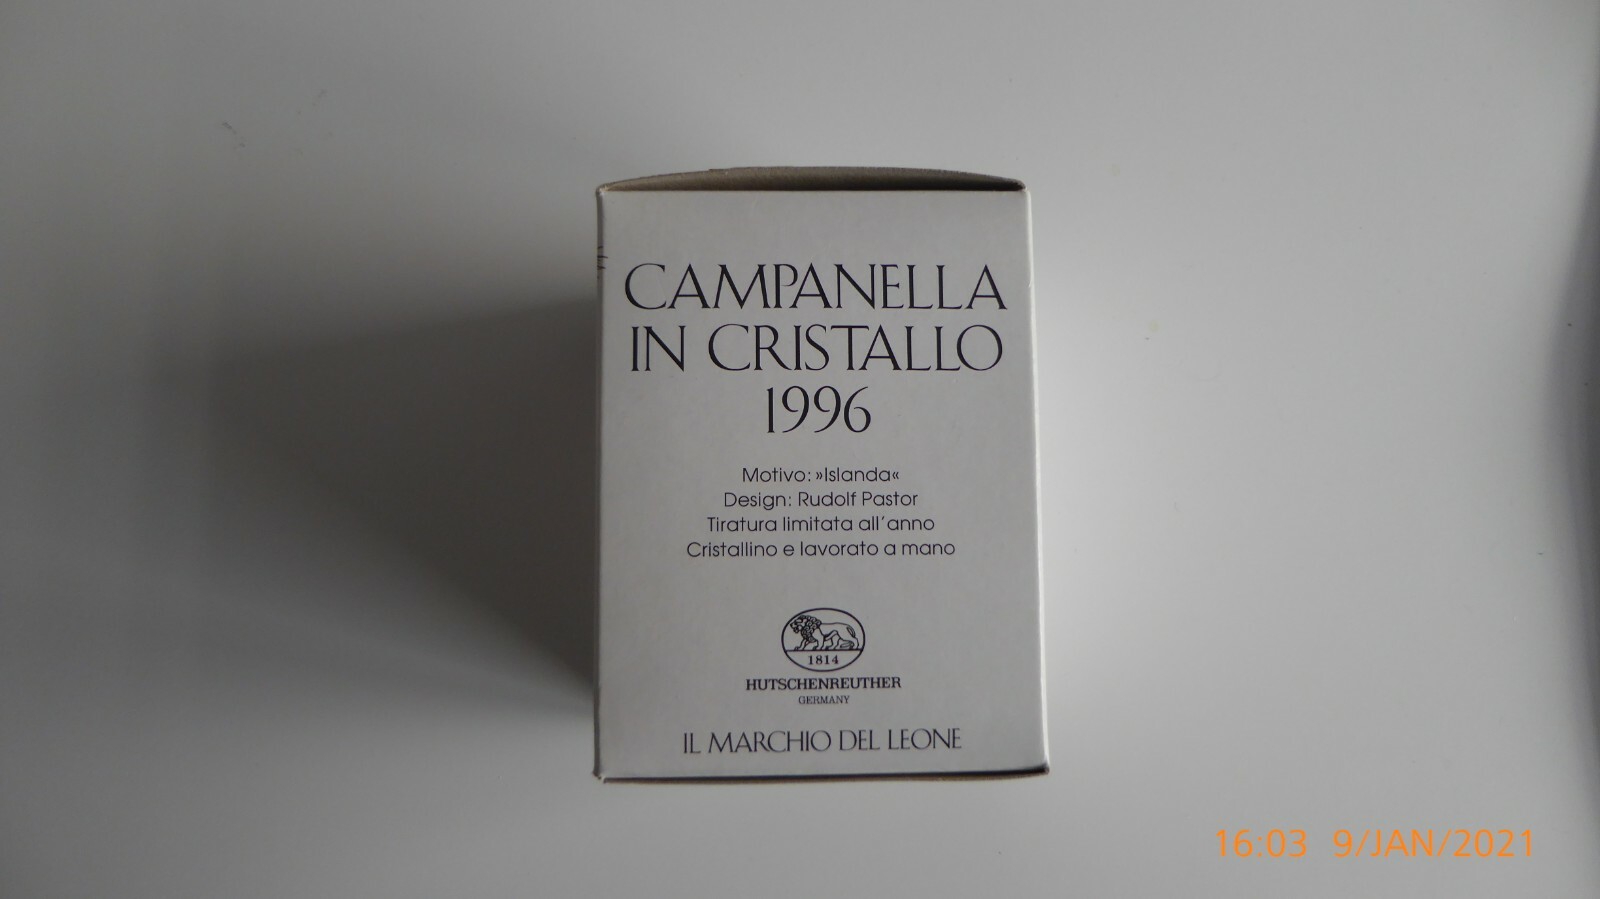 CAMPANELLA
IN CRISTALLO
1996
Motivo: »Islanda«
Design: Rudolf Pastor
Tiratura limitata all´anno
Cristallino e lavorato a mano
1814
HUTSCHENREUTHER
GERMANY
IL MARCHIO DEL LEONE
16:03 9/JAN/2021